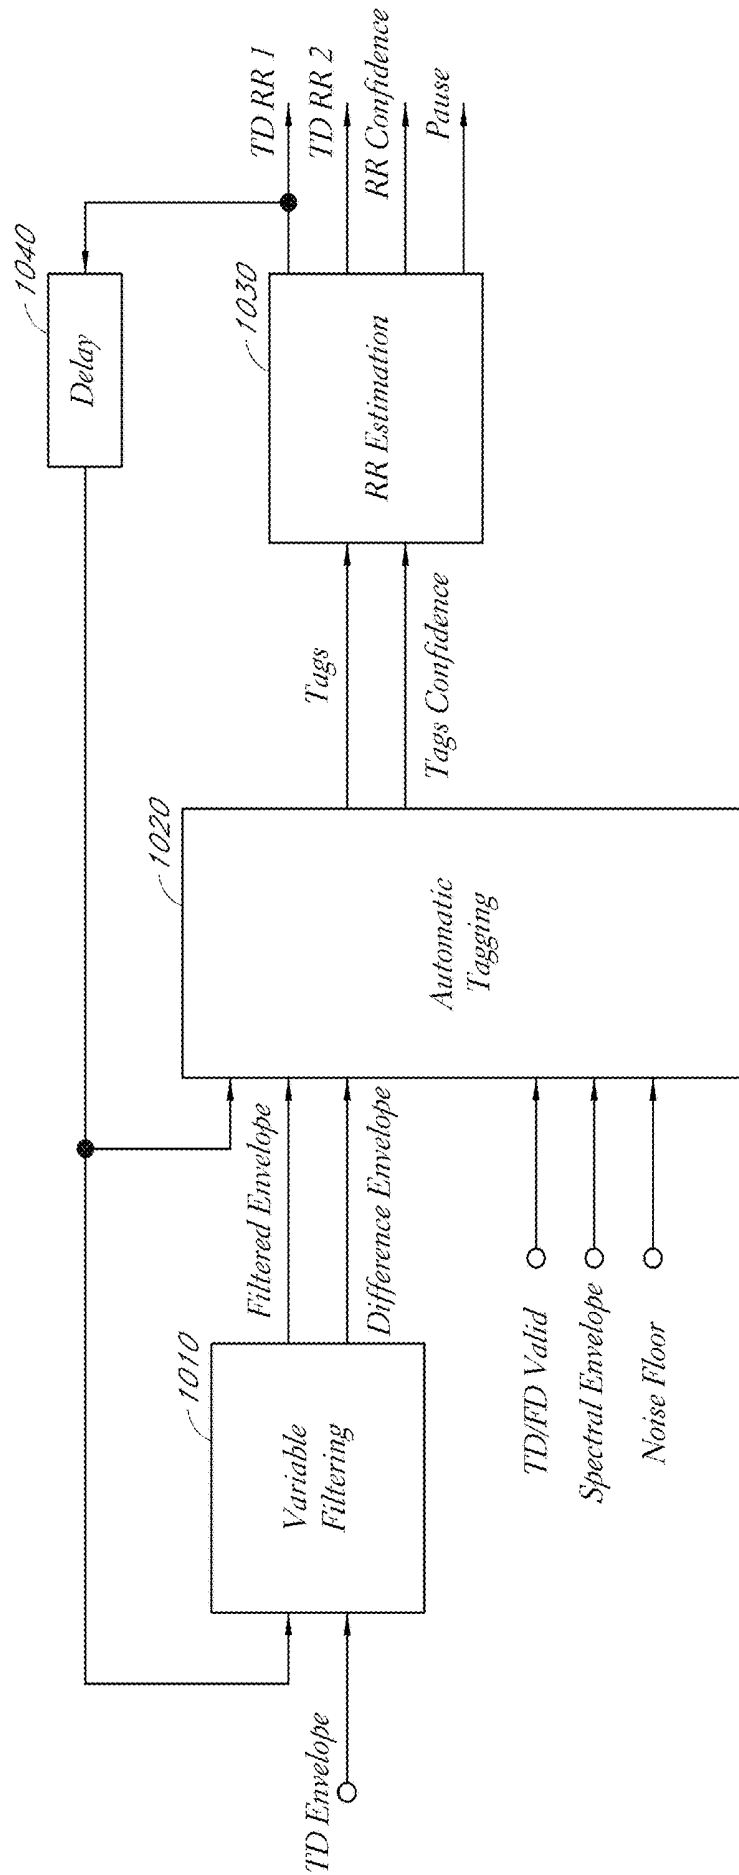 1040
Delay
TD RR 1
TD RR 2
RR Confidence
Pause
1030
RR Estimation
Tags
Tags Confidence
1020
Automatic
Tagging
Filtered Envelope
Difference Envelope
1010
Variable
Filtering
TD/FD Valid
Spectral Envelope
Noise Floor
TD Envelope